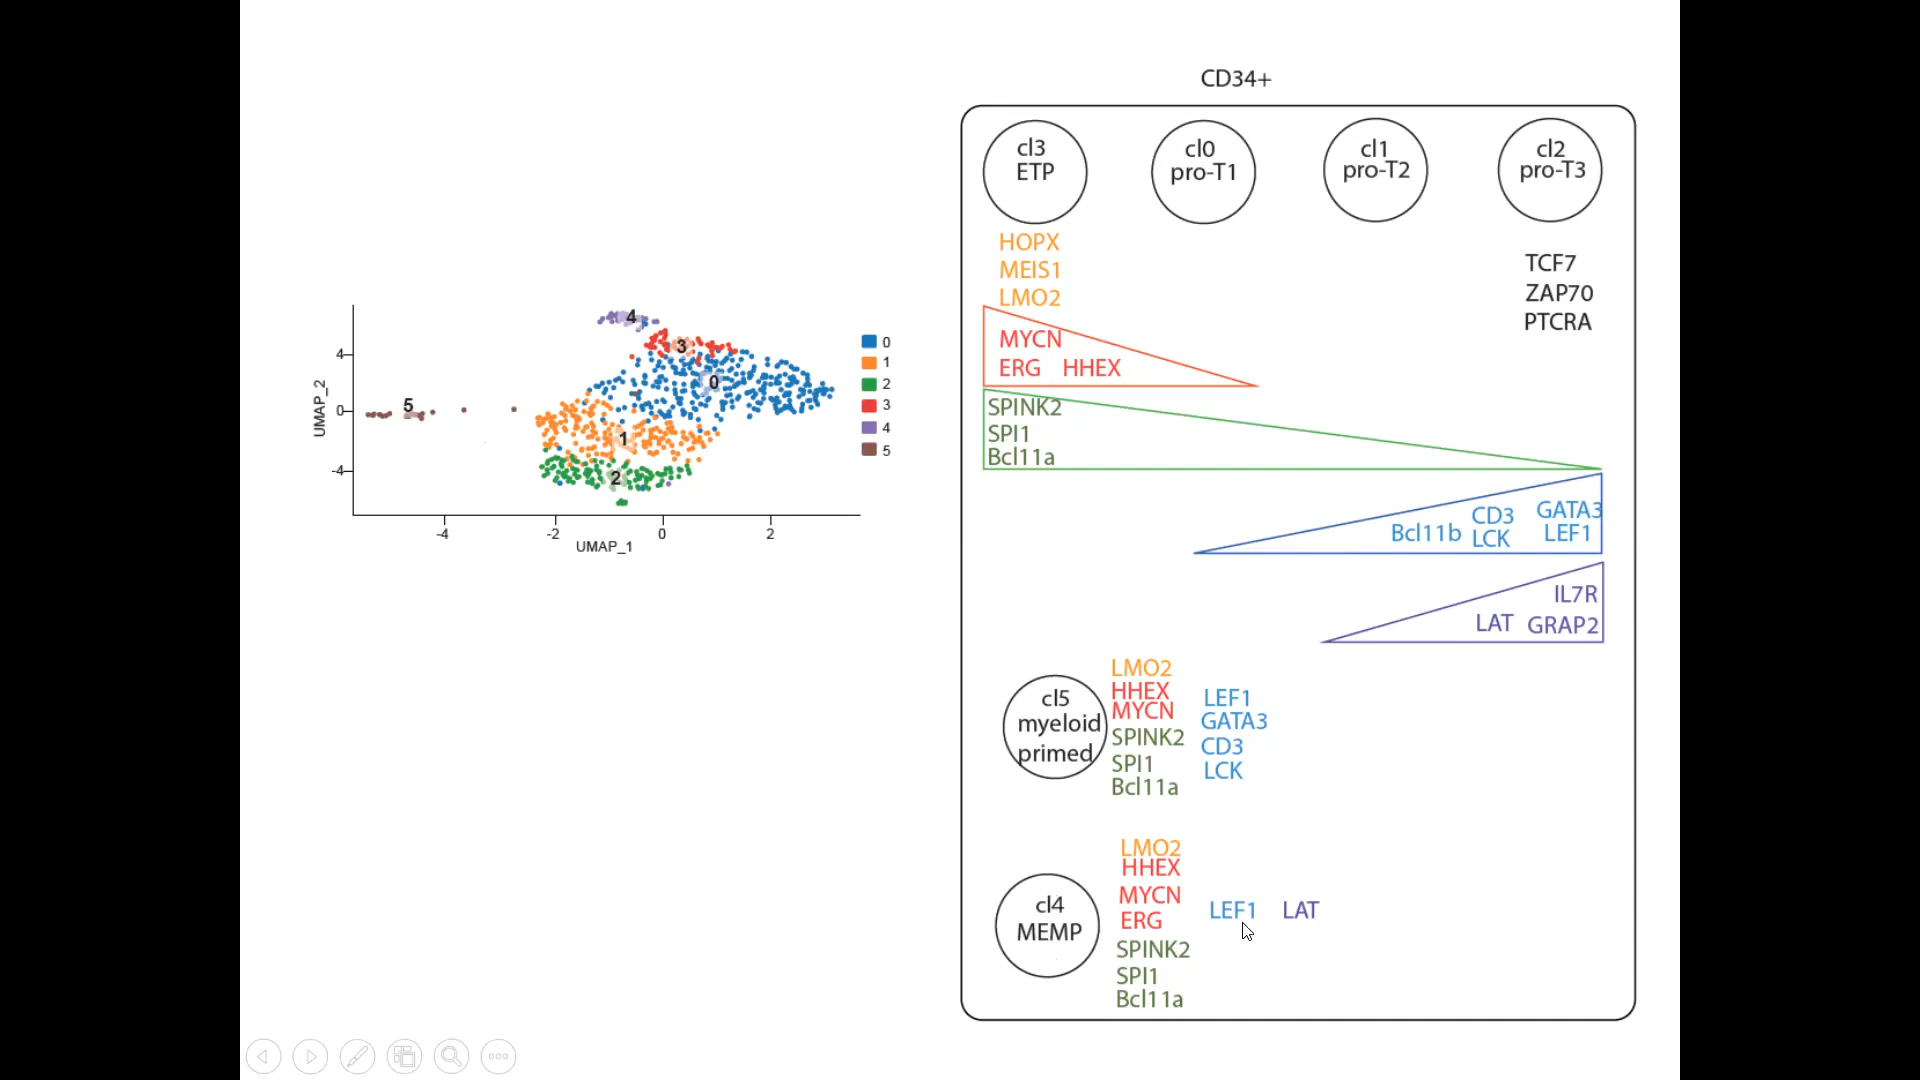 CD34+
cl3
ETP
cl0
pro-T1
cl1
pro-T2
cl2
pro-T3
HOPX
MEIS1
LMO2
TCF7
ZAP70
PTCRA
MYCN
ERG HHEX
SPINK2
SPI1
Bcl11a
Bcl11b
CD3
LCK
GATA3
LEF1
IL7R
LAT GRAP2
cl5
myeloid
primed
LMO2
HHEX
MYCN
SPINK2
SPI1
Bcl11a
LEF1
GATA3
CD3
LCK
cl4
MEMP
LMO2
HHEX
MYCN
ERG
SPINK2
SPI1
Bcl11a
LEF1 LAT
UMAP_2
4
0
-4
-4
-2
0
2
UMAP_1
4
3
0
5
1
2
0
1
2
3
4
5